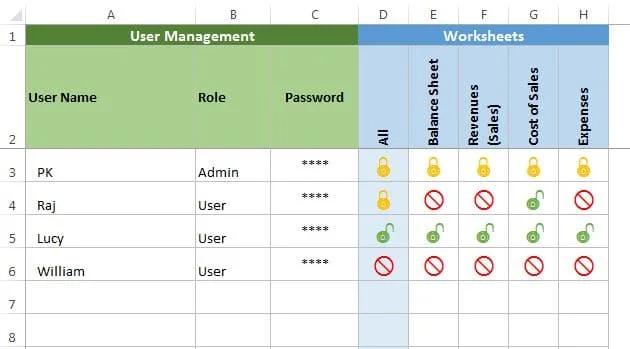 A B C D E F G H
1 User Management Worksheets
2 User Name Role Password All Balance Sheet Revenues (Sales) Cost of Sales Expenses
3 PK Admin ****
4 Raj User ****
5 Lucy User ****
6 William User ****
7
8